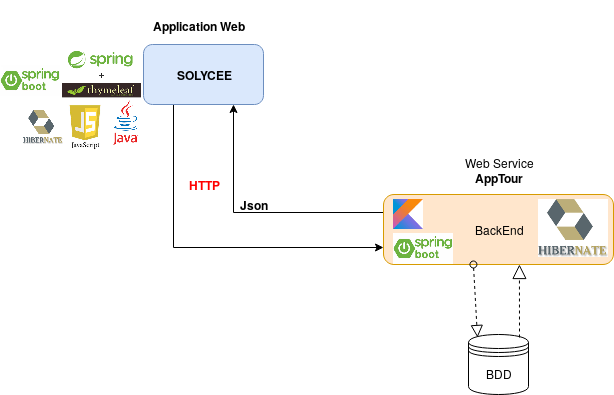 Application Web
SOLYCEE
spring
boot
spring
+
thymeleaf
HIBERNATE
JS
JavaScript
Java
HTTP
Json
Web Service
AppTour
BackEnd
spring
boot
HIBERNATE
BDD